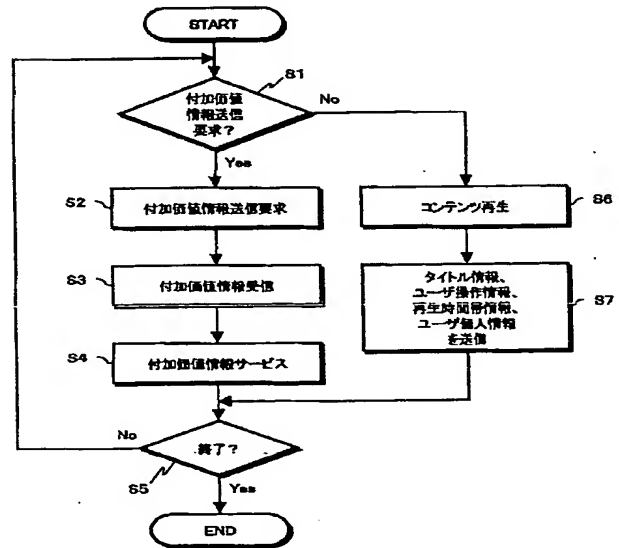 START
S1
付加価値
情報送信
要求?
No
Yes
S2
付加価値情報送信要求
コンテンツ再生
S6
S3
付加価値情報受信
タイトル情報、
ユーザ操作情報、
再生時間帯情報、
ユーザ個人情報
を送信
S7
S4
付加価値情報サービス
No
終了?
S5
Yes
END